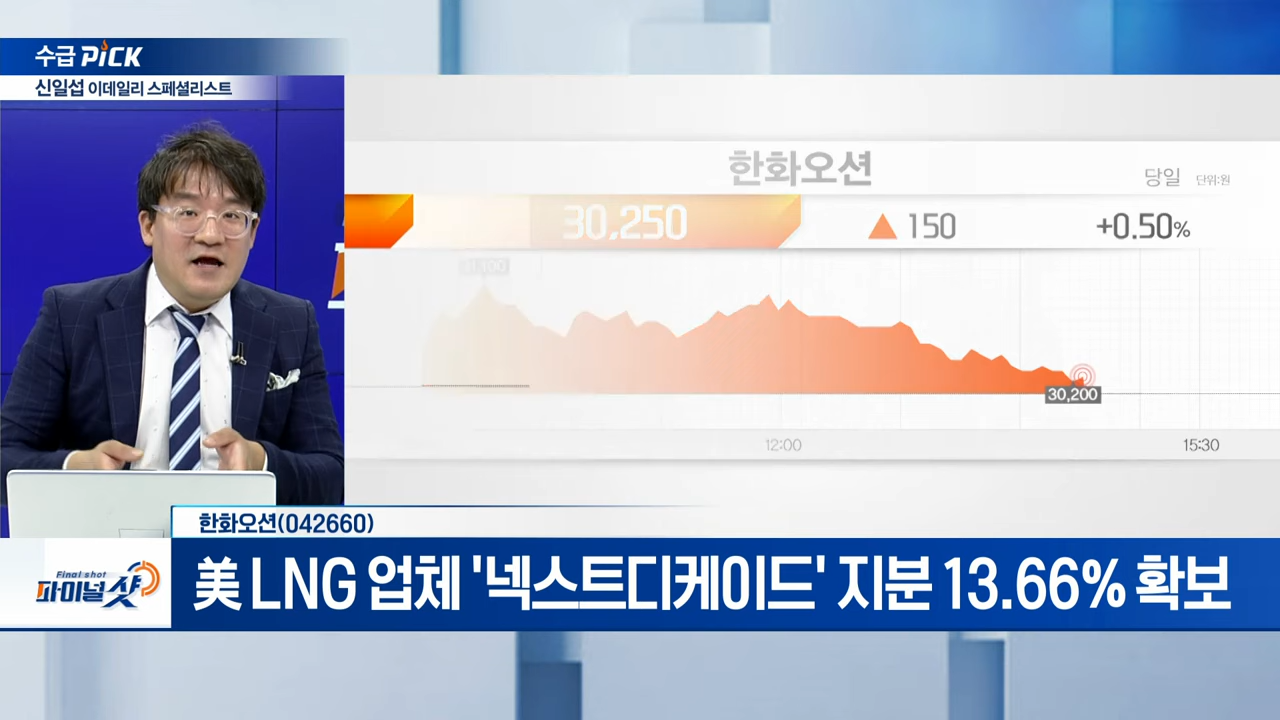 수급 PiCK
신일섭 이데일리 스페셜리스트
한화오션
당일 단위:원
30,250 ▲ 150 +0.50%
30,200
12:00 15:30
한화오션(042660)
Final shot
파이널샷
美 LNG 업체 '넥스트디케이드' 지분 13.66% 확보